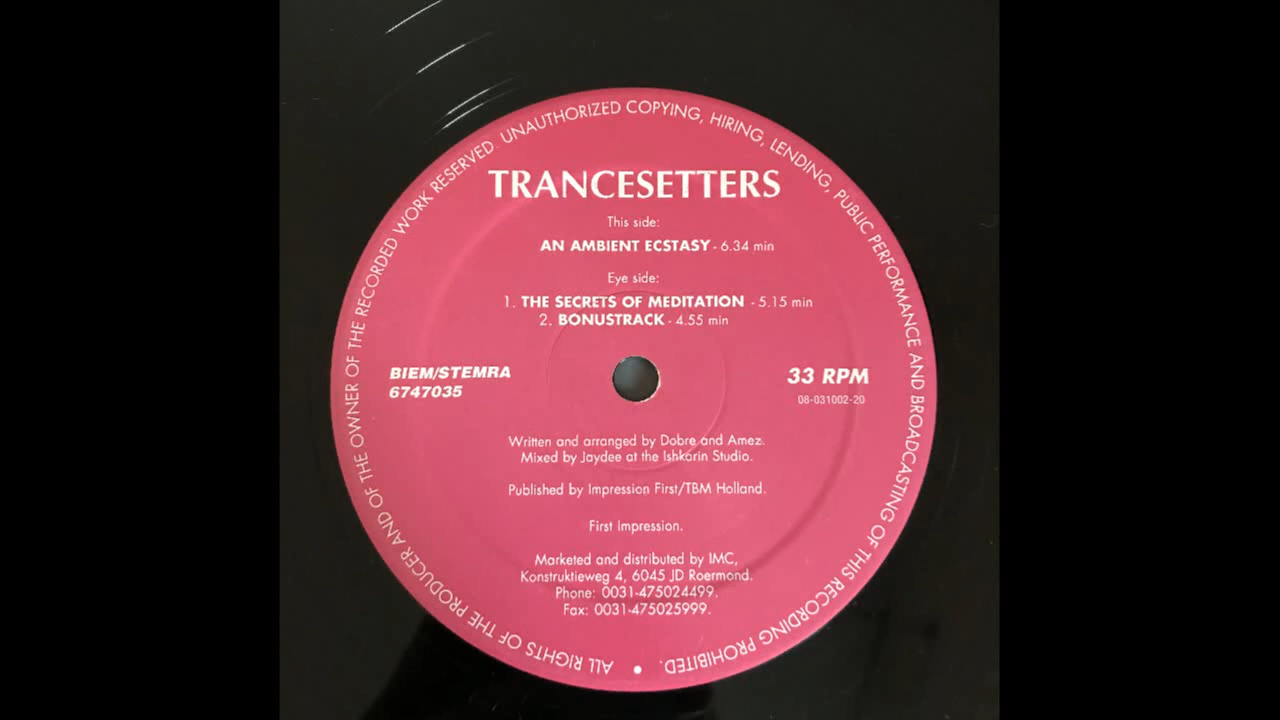 TRANCESETTERS
This side:
AN AMBIENT ECSTASY - 6.34 min
Eye side:
1. THE SECRETS OF MEDITATION - 5.15 min
2. BONUSTRACK - 4.55 min
BIEM/STEMRA
6747035
33 RPM
08-031002-20
Written and arranged by Dobre and Amez.
Mixed by Jaydee at the Ishkarin Studio.
Published by Impression First/TBM Holland.
First Impression.
Marketed and distributed by IMC,
Konstruktieweg 4, 6045 JD Roermond.
Phone: 0031-475024499.
Fax: 0031-475025999.
ALL RIGHTS OF THE PRODUCER AND OF THE OWNER OF THE RECORDED WORK RESERVED. UNAUTHORIZED COPYING, HIRING, LENDING, PUBLIC PERFORMANCE AND BROADCASTING OF THIS RECORDING PROHIBITED. •